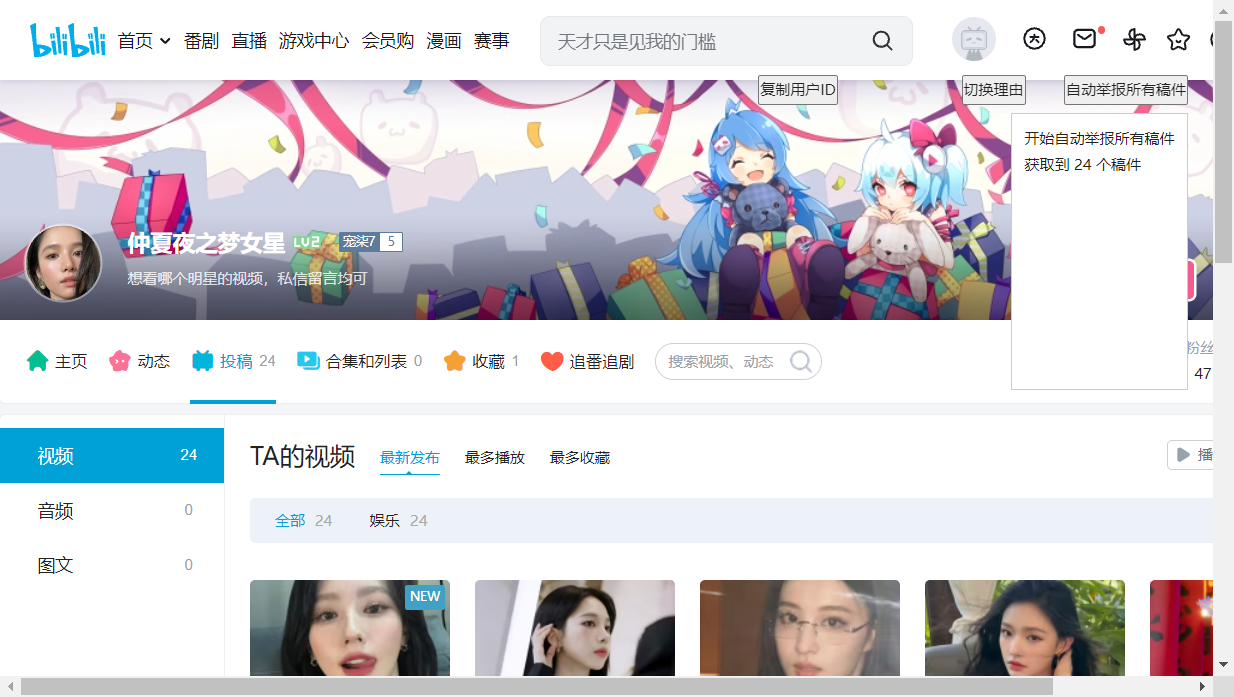 bilibili 首页 番剧 直播 游戏中心 会员购 漫画 赛事 天才只是见我的门槛
复制用户ID 切换理由 自动举报所有稿件
开始自动举报所有稿件
获取到 24 个稿件
仲夏夜之梦女星 LV2 宠柒7 5
想看哪个明星的视频，私信留言均可
主页 动态 投稿 24 合集和列表 0 收藏 1 追番追剧 搜索视频、动态 粉丝
47
视频 24
音频 0
图文 0
TA的视频 最新发布 最多播放 最多收藏 播
全部 24 娱乐 24
NEW